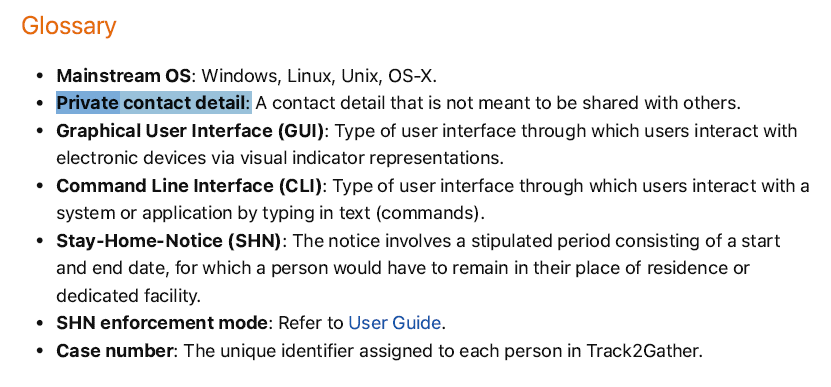 Glossary
• Mainstream OS: Windows, Linux, Unix, OS-X.
• Private contact detail: A contact detail that is not meant to be shared with others.
• Graphical User Interface (GUI): Type of user interface through which users interact with
electronic devices via visual indicator representations.
• Command Line Interface (CLI): Type of user interface through which users interact with a
system or application by typing in text (commands).
• Stay-Home-Notice (SHN): The notice involves a stipulated period consisting of a start
and end date, for which a person would have to remain in their place of residence or
dedicated facility.
• SHN enforcement mode: Refer to User Guide.
• Case number: The unique identifier assigned to each person in Track2Gather.